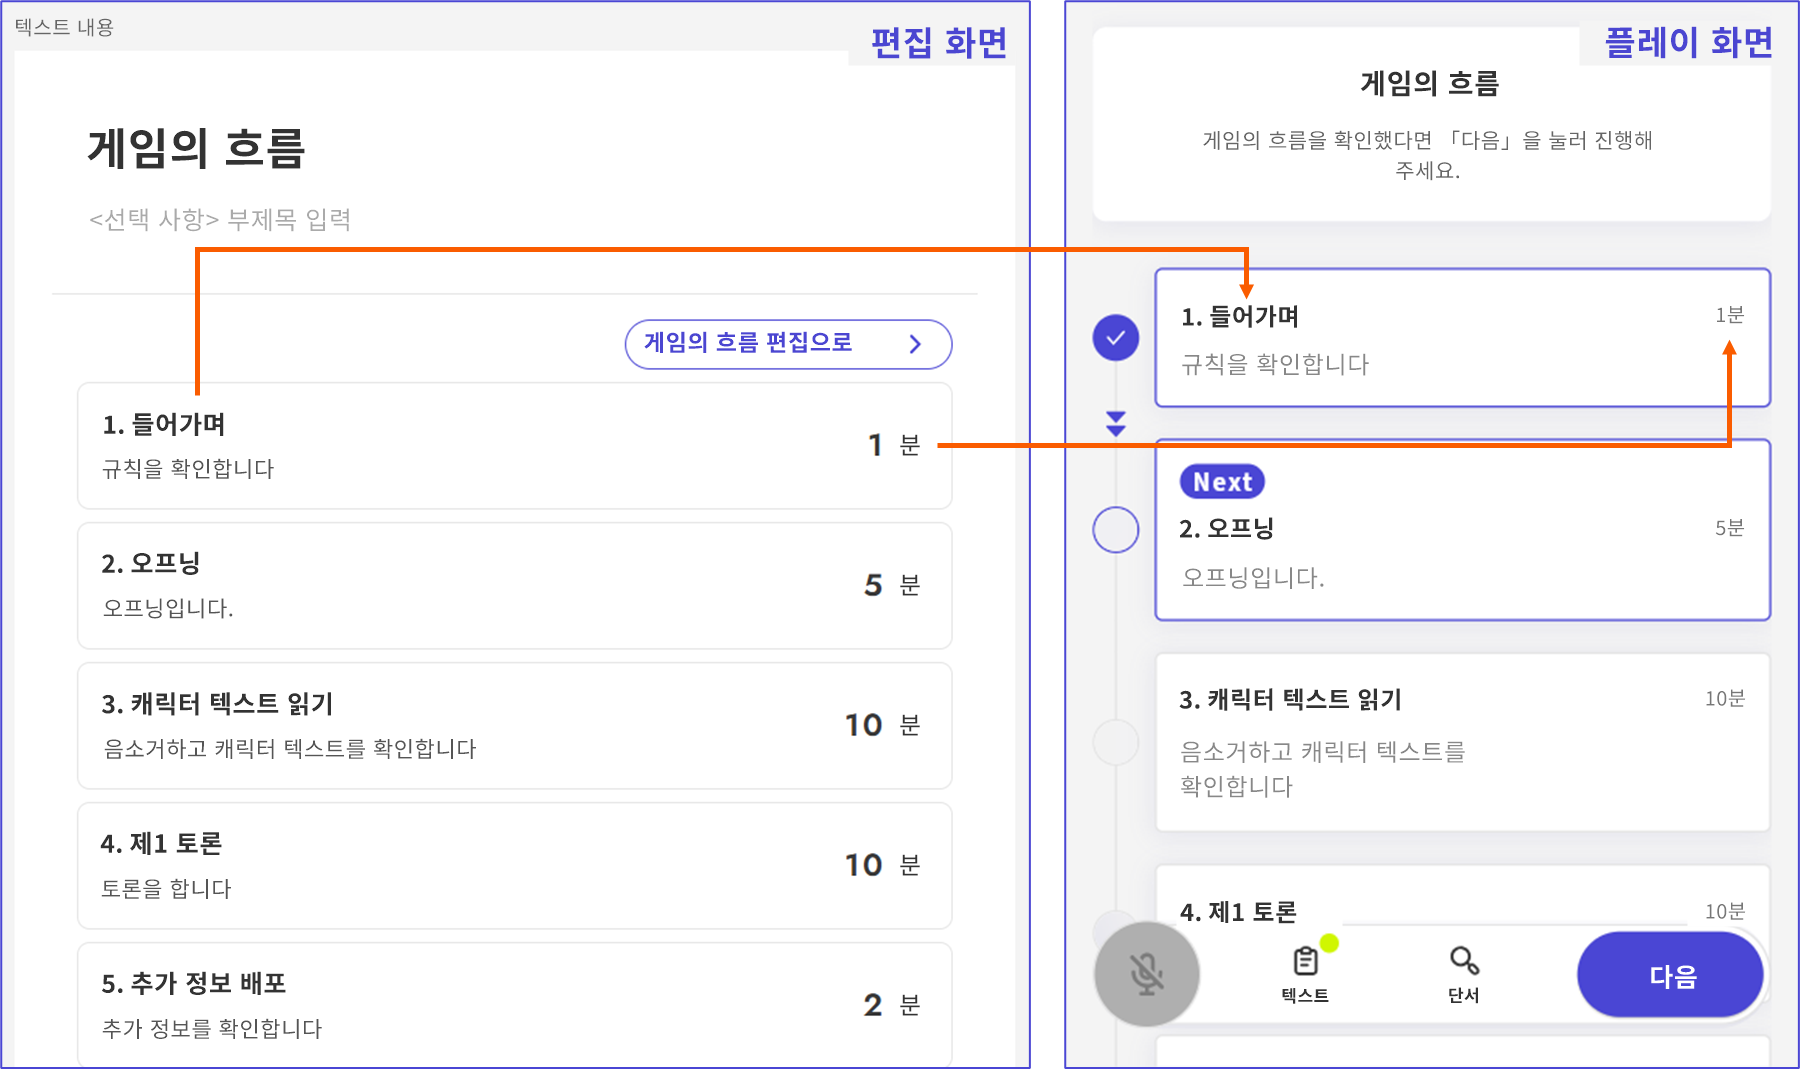 텍스트 내용
편집 화면
게임의 흐름
<선택 사항> 부제목 입력
게임의 흐름 편집으로
1. 들어가며
규칙을 확인합니다
1 분
2. 오프닝
오프닝입니다.
5 분
3. 캐릭터 텍스트 읽기
음소거하고 캐릭터 텍스트를 확인합니다
10 분
4. 제1 토론
토론을 합니다
10 분
5. 추가 정보 배포
추가 정보를 확인합니다
2 분
플레이 화면
게임의 흐름
게임의 흐름을 확인했다면 「다음」을 눌러 진행해
주세요.
1. 들어가며
1분
규칙을 확인합니다
Next
2. 오프닝
5분
오프닝입니다.
3. 캐릭터 텍스트 읽기
10분
음소거하고 캐릭터 텍스트를
확인합니다
4. 제1 토론
10분
텍스트
단서
다음